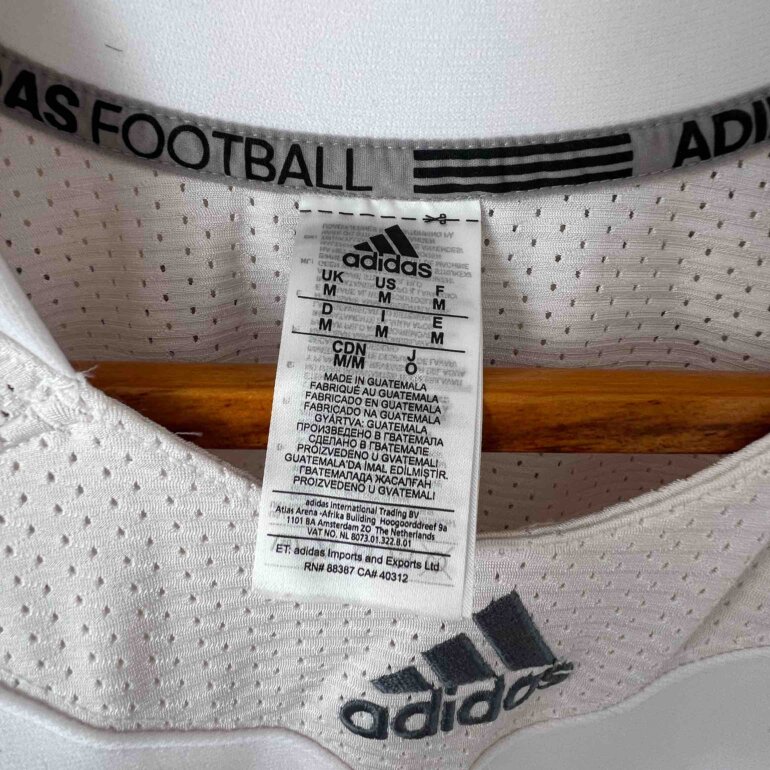 DAS FOOTBALL ADI
adidas
UK US F
M M M
D I E
M M M
CDN J
M/M O
MADE IN GUATEMALA
FABRIQUÉ AU GUATEMALA
FABRICADO EN GUATEMALA
FABRICADO NA GUATEMALA
GYÁRTVA: GUATEMALA
ПРОИЗВЕДЕНО В ГВАТЕМАЛА
СДЕЛАНО В ГВАТЕМАЛЕ
PROIZVEDENO U GVATEMALI
GUATEMALA'DA İMAL EDİLMİSTİR.
ГВАТЕМАЛАДА ЖАСАЛҒАН
PROIZVEDENO U GVATEMALI
adidas International Trading BV
Atlas Arena -Afrika Building Hoogoorddreef 9a
1101 BA Amsterdam ZO The Netherlands
VAT NO. NL 8073.01.322.B.01
ET: adidas Imports and Exports Ltd
RN# 88387 CA# 40312
adidas